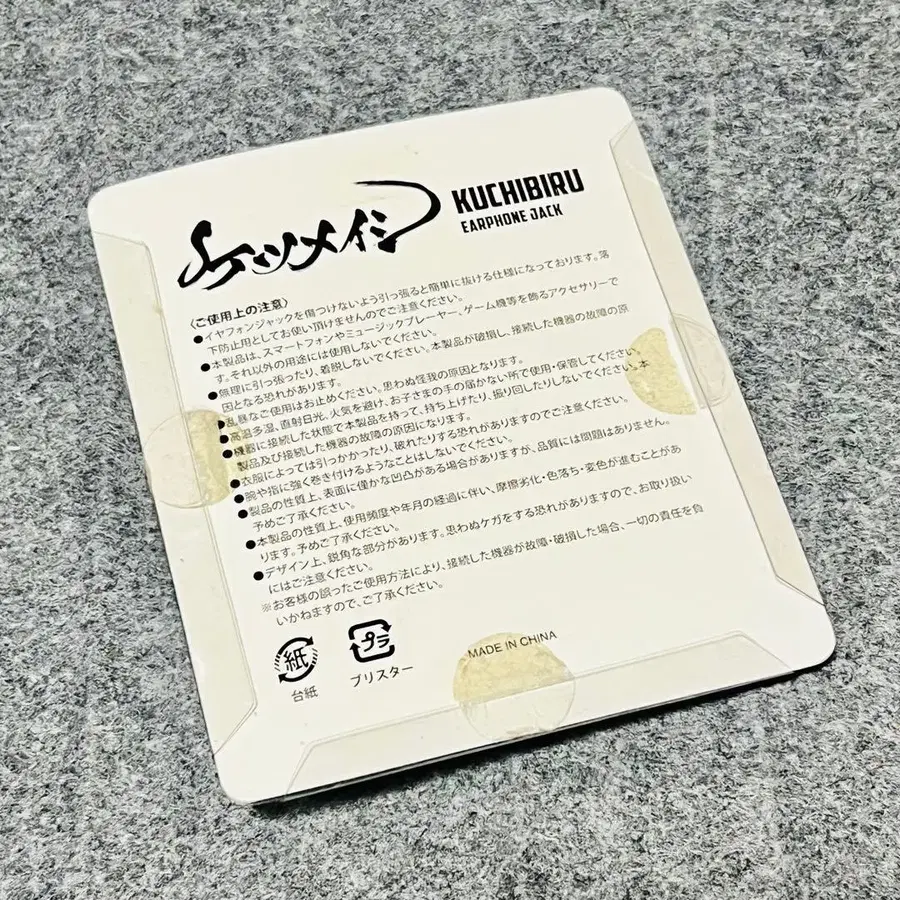 ケツメイシ
KUCHIBIRU
EARPHONE JACK
〈ご使用上の注意〉
●イヤフォンジャックを傷つけないよう引っ張ると簡単に抜ける仕様になっております。落
下防止用としてお使い頂けませんのでご注意ください。
●本製品は、スマートフォンやミュージックプレーヤー、ゲーム機等を飾るアクセサリーで
す。それ以外の用途には使用しないでください。
●無理に引っ張ったり、着脱しないでください。本製品が破損し、接続した機器の故障の原
因となる恐れがあります。
●乱暴なご使用はお止めください。思わぬ怪我の原因となります。
●高温多湿、直射日光、火気を避け、お子さまの手の届かない所で使用・保管してください。
●機器に接続した状態で本製品を持って、持ち上げたり、振り回したりしないでください。本
製品及び接続した機器の故障の原因になります。
●衣服によっては引っかかったり、破れたりする恐れがありますのでご注意ください。
●腕や指に強く巻き付けるようなことはしないでください。
●製品の性質上、表面に僅かな凹凸がある場合がありますが、品質には問題はありません。
予めご了承ください。
●本製品の性質上、使用頻度や年月の経過に伴い、摩擦劣化・色落ち・変色が進むことがあ
ります。予めご了承ください。
●デザイン上、鋭角な部分があります。思わぬケガをする恐れがありますので、お取り扱い
にはご注意ください。
※お客様の誤ったご使用方法により、接続した機器が故障・破損した場合、一切の責任を負
いかねますので、ご了承ください。
紙
台紙
プラ
ブリスター
MADE IN CHINA